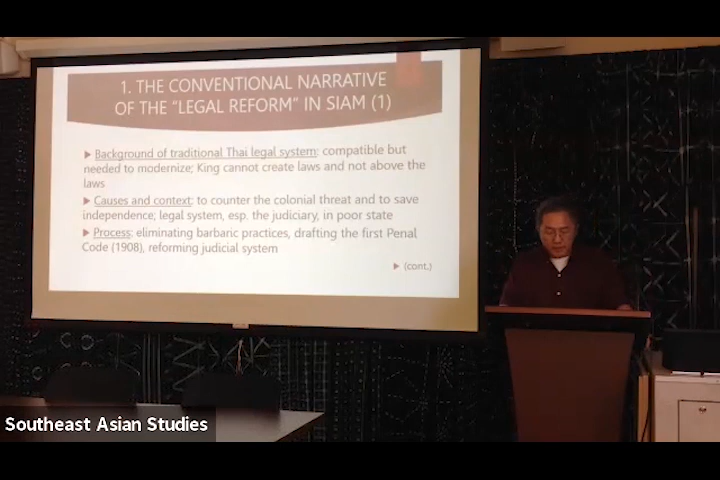 1. THE CONVENTIONAL NARRATIVE
OF THE “LEGAL REFORM” IN SIAM (1)
▶ Background of traditional Thai legal system: compatible but
needed to modernize; King cannot create laws and not above the
laws
▶ Causes and context: to counter the colonial threat and to save
independence; legal system, esp. the judiciary, in poor state
▶ Process: eliminating barbaric practices, drafting the first Penal
Code (1908), reforming judicial system
▶ (cont.)
Southeast Asian Studies